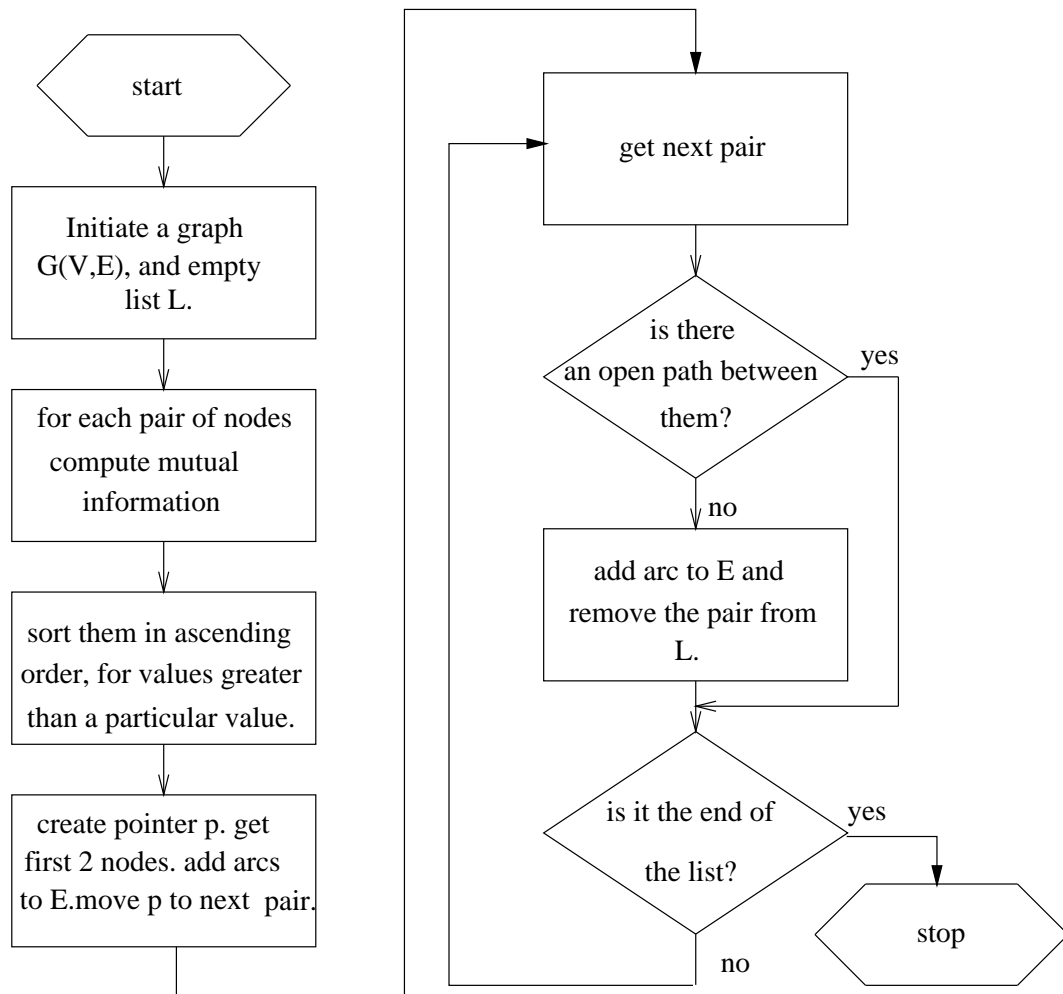 start
Initiate a graph
G(V,E), and empty
list L.
for each pair of nodes
compute mutual
information
sort them in ascending
order, for values greater
than a particular value.
create pointer p. get
first 2 nodes. add arcs
to E.move p to next pair.
get next pair
is there
an open path between
them?
yes
no
add arc to E and
remove the pair from
L.
is it the end of
the list?
yes
no
stop